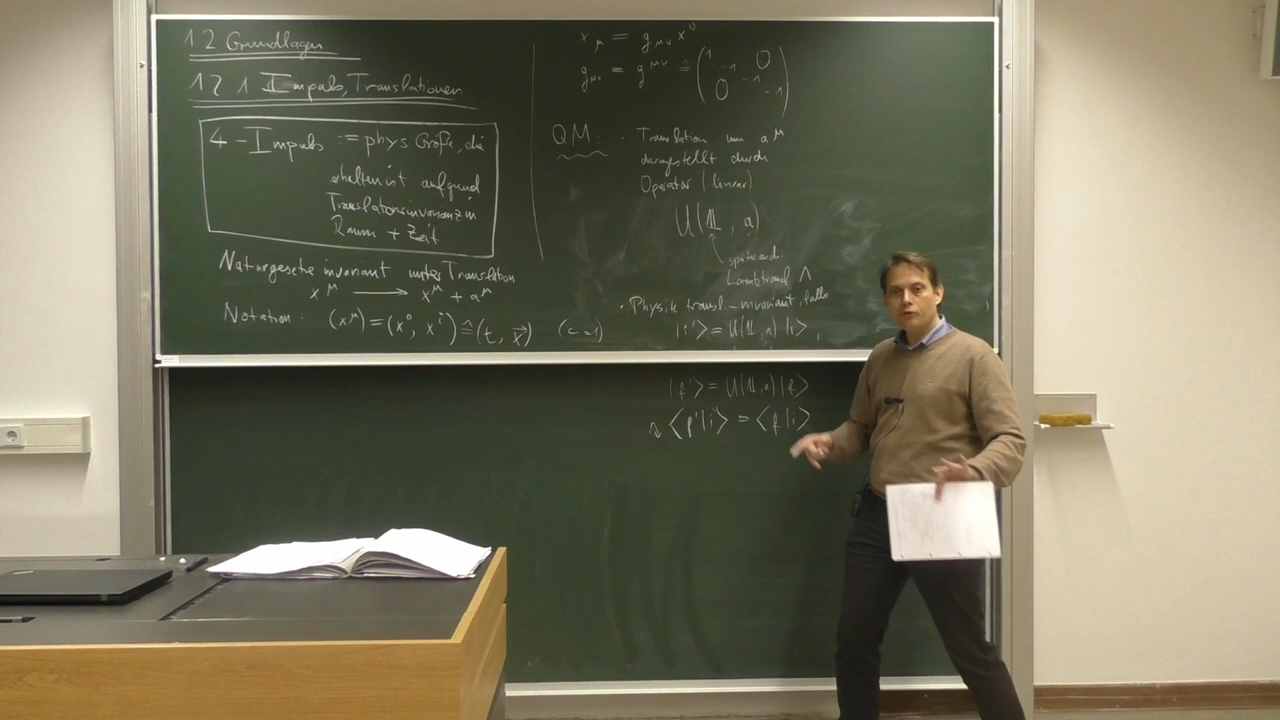 1 2 Grundlagen
1 2 1 Impuls, Translationen
4-Impuls := phys Größe, die
erhalten ist aufgrund
Translationsinvarianz in
Raum + Zeit
Naturgesetze invariant unter Translation
x^μ → x^μ + a^μ
Notation: (x^μ) = (x^0, x^i) ≙ (t, x⃗) (c=1)
x_μ = g_μν x^ν
g_μν = g^μν ≙ (1 -1 0 0 -1 -1)
QM: · Translation um a^μ
dargestellt durch
Operator (linear)
U(𝟙, a)
später auch:
Lorentztransf Λ
· Physik transl-invariant, falls
|i'> = U(𝟙,a)|i>,
|f'> = U(𝟙,a)|f>
<f'|i'> = <f|i>